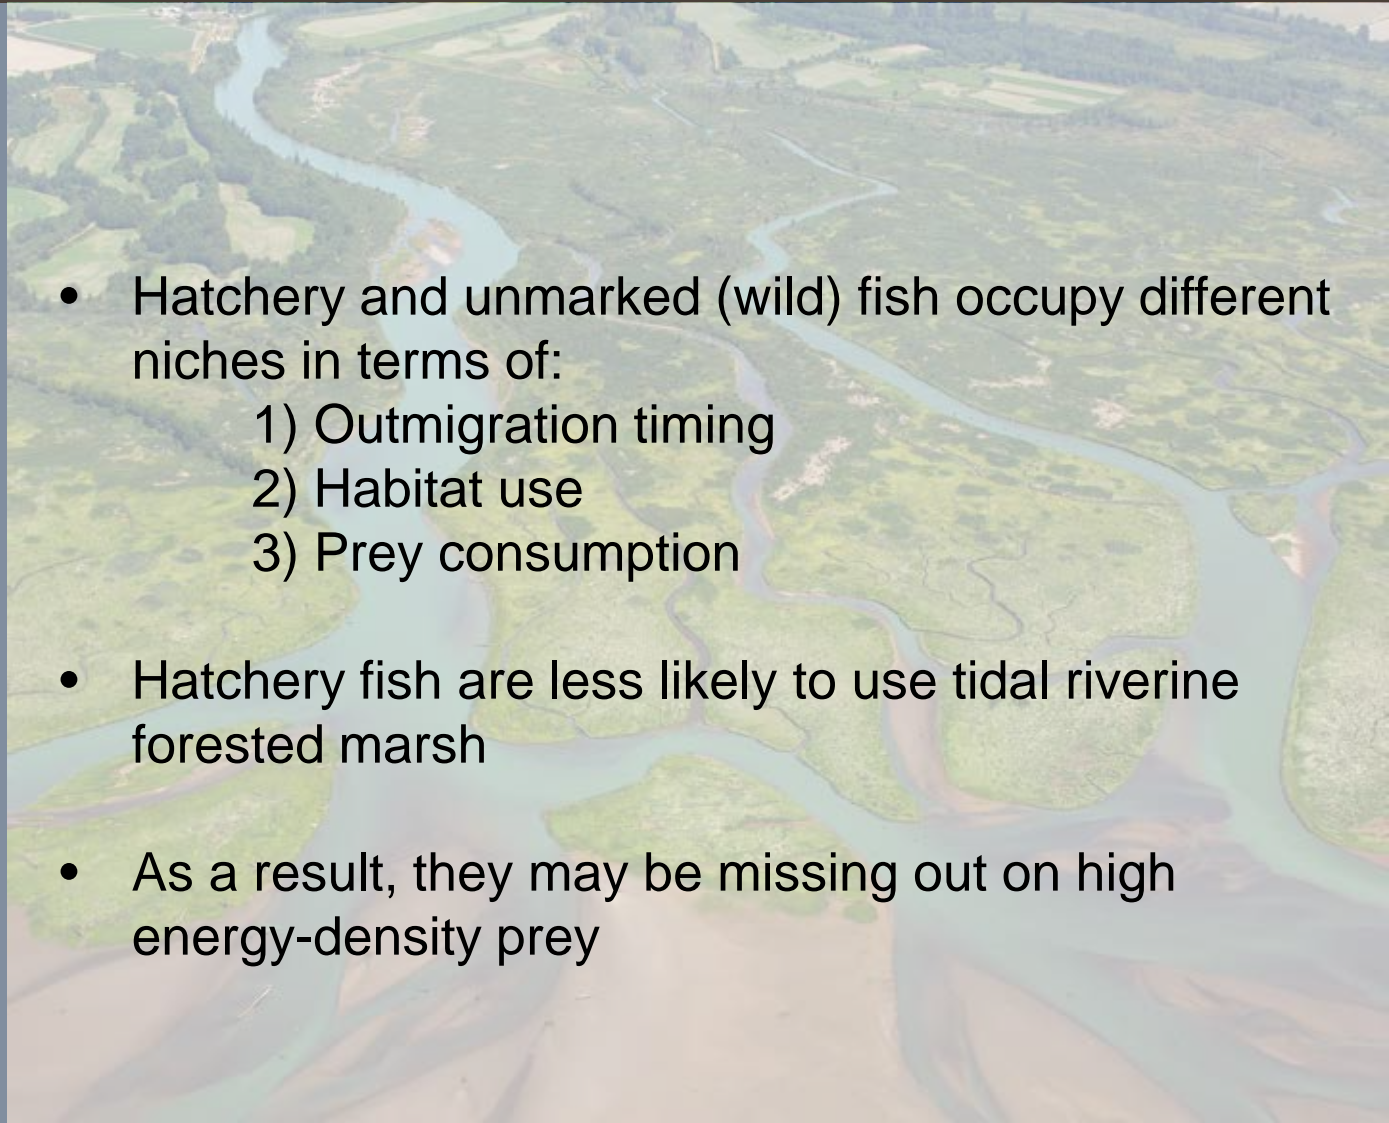 • Hatchery and unmarked (wild) fish occupy different
niches in terms of:
1) Outmigration timing
2) Habitat use
3) Prey consumption
• Hatchery fish are less likely to use tidal riverine
forested marsh
• As a result, they may be missing out on high
energy-density prey